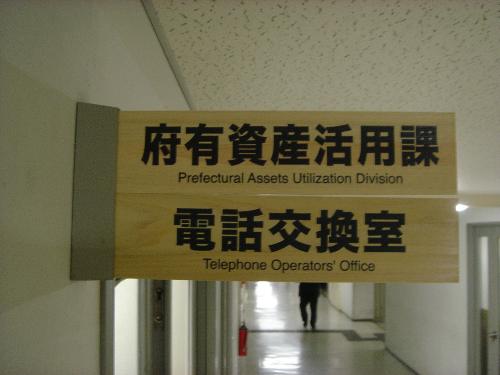 府有資産活用課
Prefectural Assets Utilization Division
電話交換室
Telephone Operators' Office